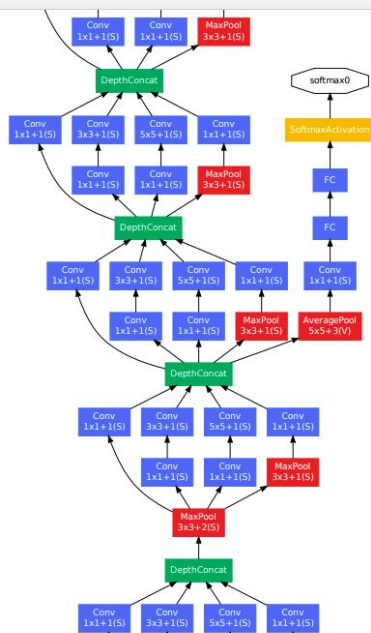 Conv
1x1+1(S)
Conv
1x1+1(S)
MaxPool
3x3+1(S)
DepthConcat
softmax0
Conv
1x1+1(S)
Conv
3x3+1(S)
Conv
5x5+1(S)
Conv
1x1+1(S)
SoftmaxActivation
Conv
1x1+1(S)
Conv
1x1+1(S)
MaxPool
3x3+1(S)
FC
DepthConcat
FC
Conv
1x1+1(S)
Conv
3x3+1(S)
Conv
5x5+1(S)
Conv
1x1+1(S)
Conv
1x1+1(S)
Conv
1x1+1(S)
Conv
1x1+1(S)
MaxPool
3x3+1(S)
AveragePool
5x5+3(V)
DepthConcat
Conv
1x1+1(S)
Conv
3x3+1(S)
Conv
5x5+1(S)
Conv
1x1+1(S)
Conv
1x1+1(S)
Conv
1x1+1(S)
MaxPool
3x3+1(S)
MaxPool
3x3+2(S)
DepthConcat
Conv
1x1+1(S)
Conv
3x3+1(S)
Conv
5x5+1(S)
Conv
1x1+1(S)